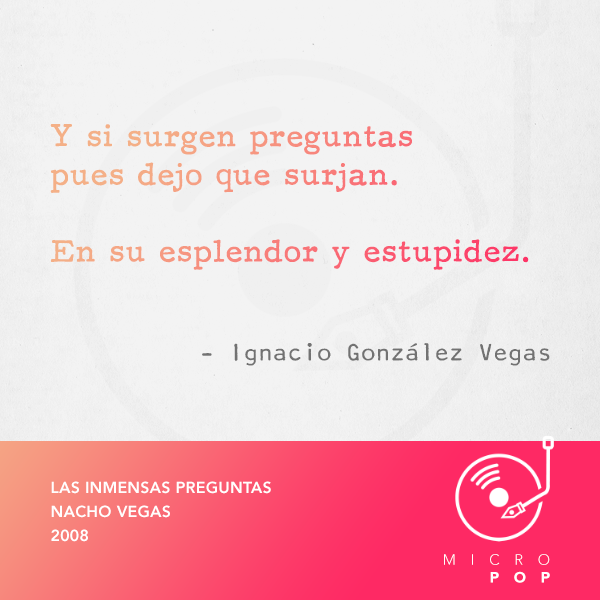 Y si surgen preguntas
pues dejo que surjan.
En su esplendor y estupidez.
- Ignacio González Vegas
LAS INMENSAS PREGUNTAS
NACHO VEGAS
2008
MICRO
POP